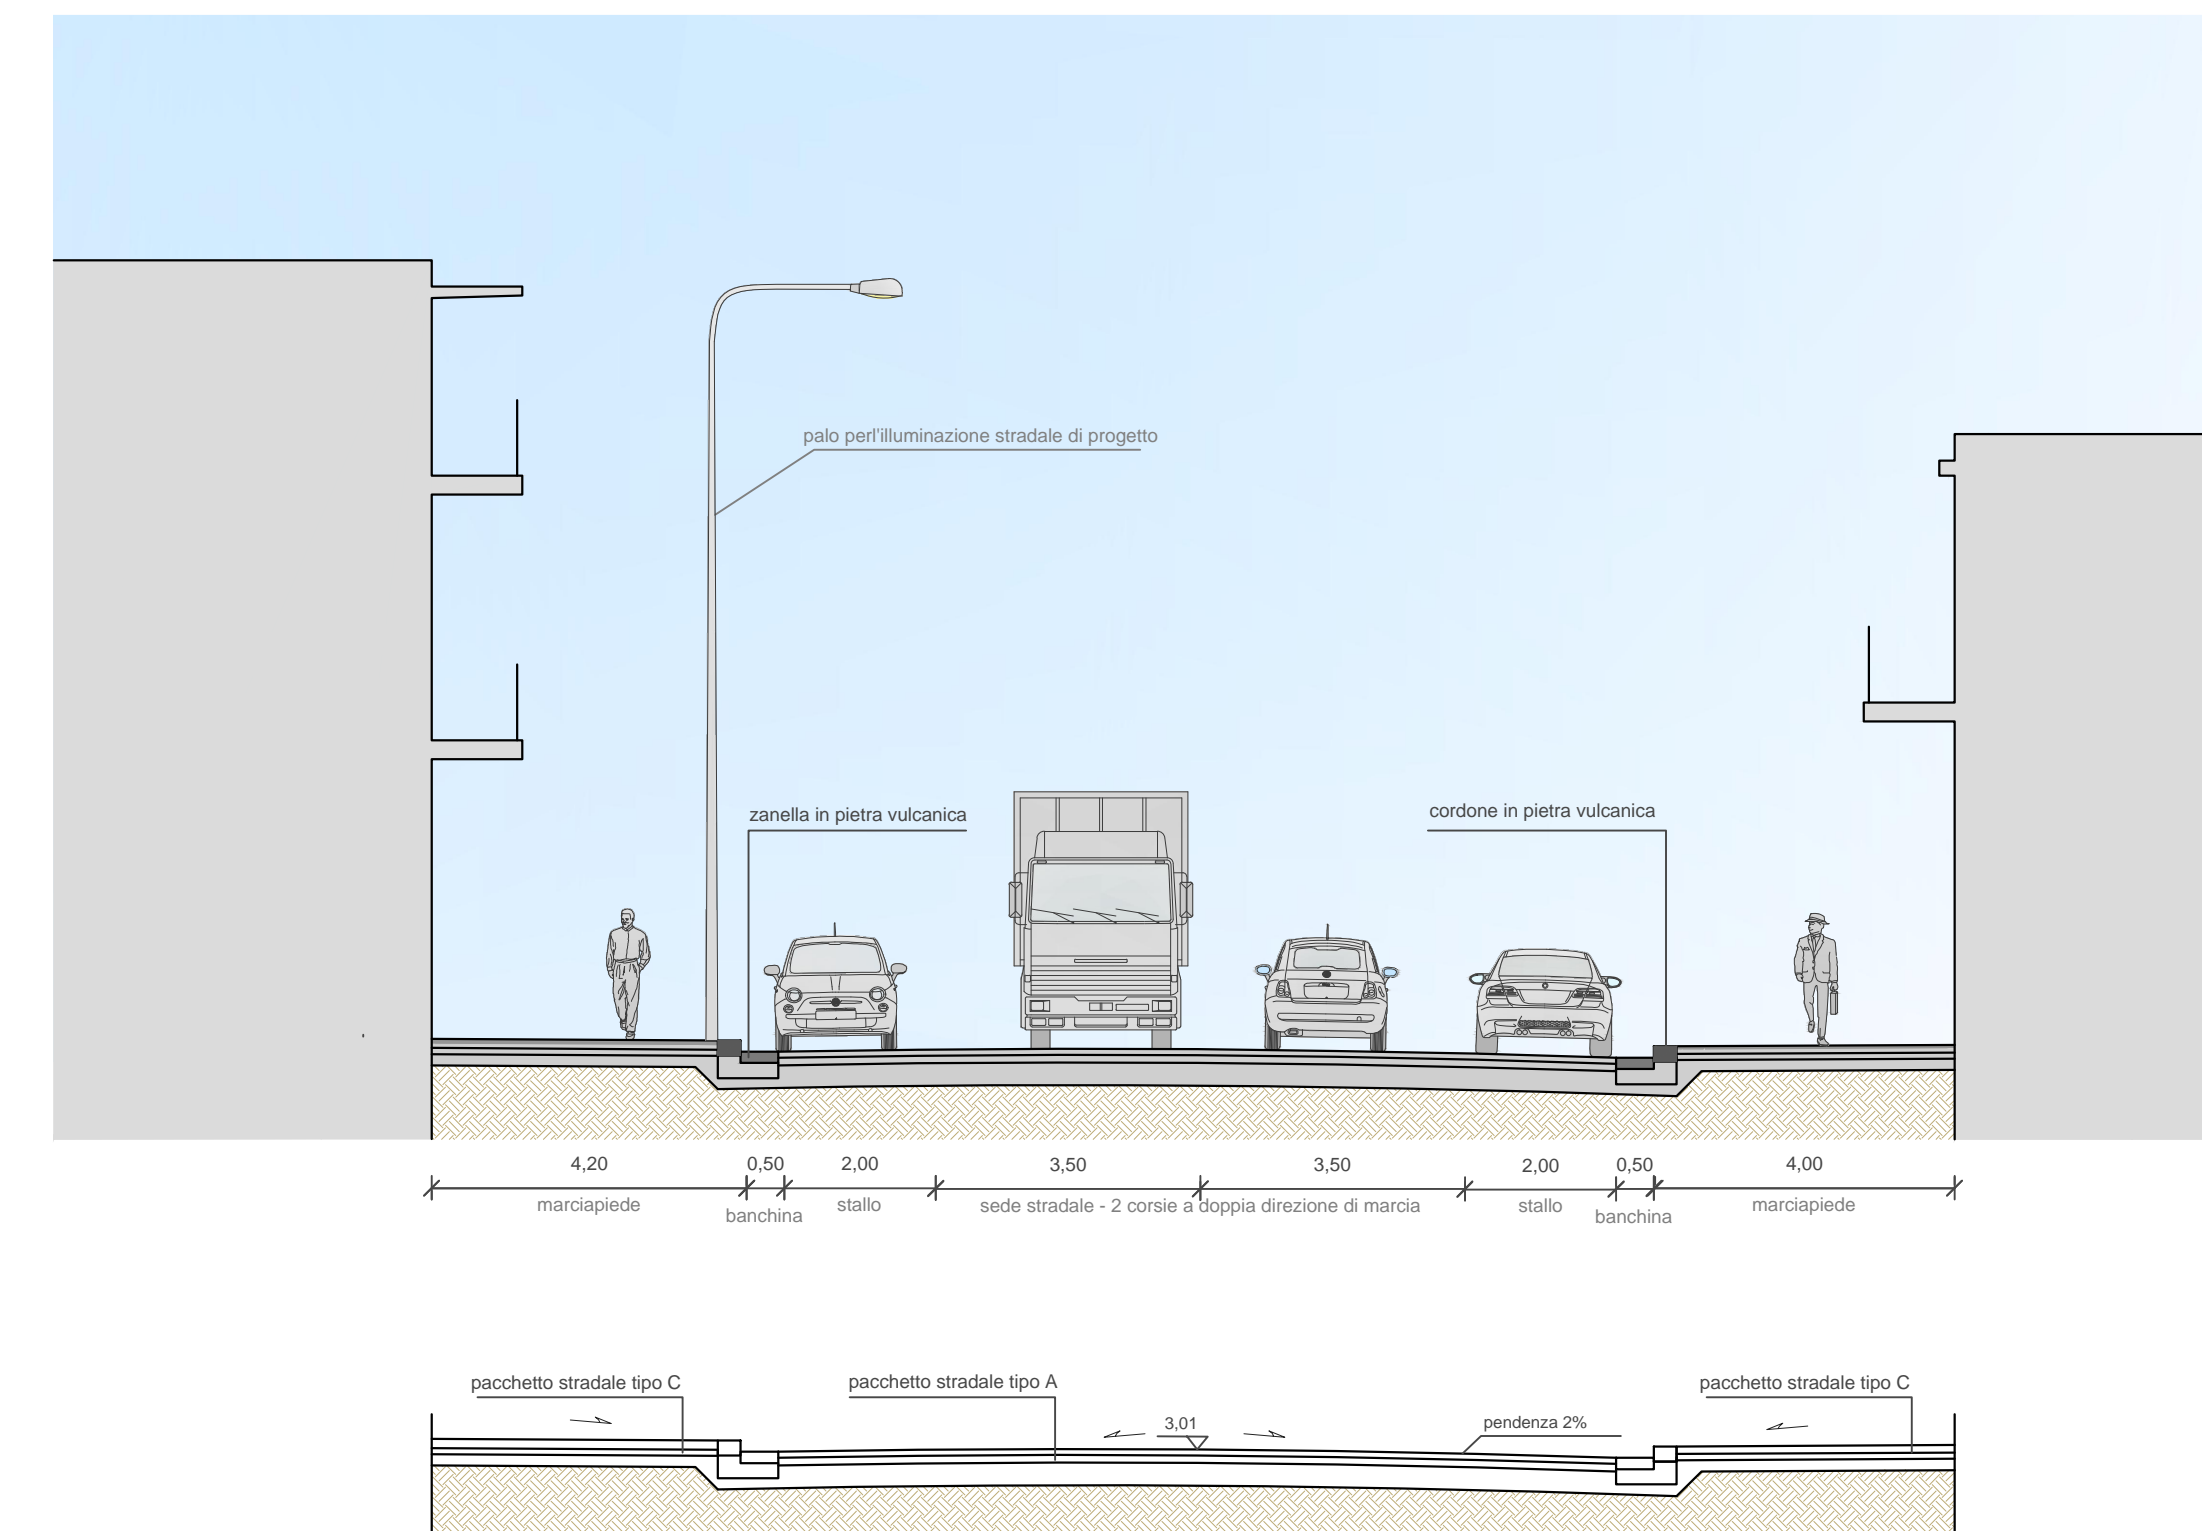 palo perl'illuminazione stradale di progetto
zanella in pietra vulcanica
cordone in pietra vulcanica
4,20 0,50 2,00 3,50 3,50 2,00 0,50 4,00
marciapiede banchina stallo sede stradale - 2 corsie a doppia direzione di marcia stallo banchina marciapiede
pacchetto stradale tipo C pacchetto stradale tipo A pacchetto stradale tipo C
3,01 pendenza 2%